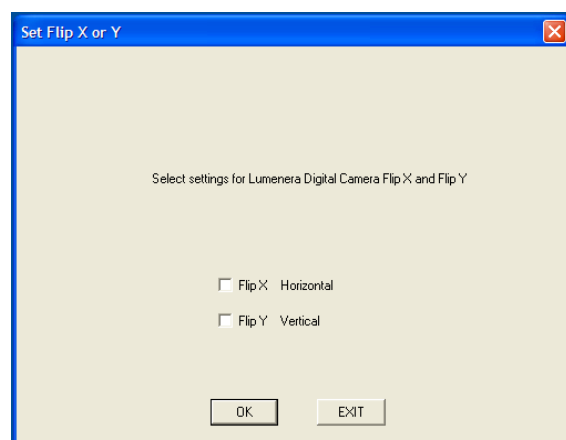 Set Flip X or Y
Select settings for Lumenera Digital Camera Flip X and Flip Y
Flip X Horizontal
Flip Y Vertical
OK EXIT